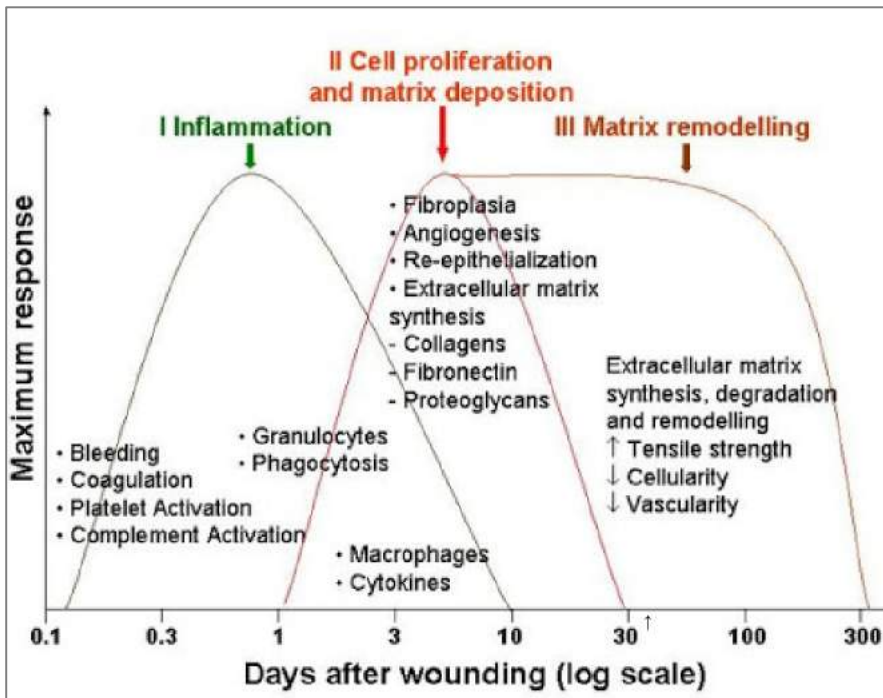 II Cell proliferation
and matrix deposition
I Inflammation
III Matrix remodelling
Maximum response
• Fibroplasia
• Angiogenesis
• Re-epithelialization
• Extracellular matrix
synthesis
- Collagens
- Fibronectin
- Proteoglycans
Extracellular matrix
synthesis, degradation
and remodelling
↑ Tensile strength
↓ Cellularity
↓ Vascularity
• Granulocytes
• Phagocytosis
• Bleeding
• Coagulation
• Platelet Activation
• Complement Activation
• Macrophages
• Cytokines
0.1 0.3 1 3 10 30 ↑ 100 300
Days after wounding (log scale)